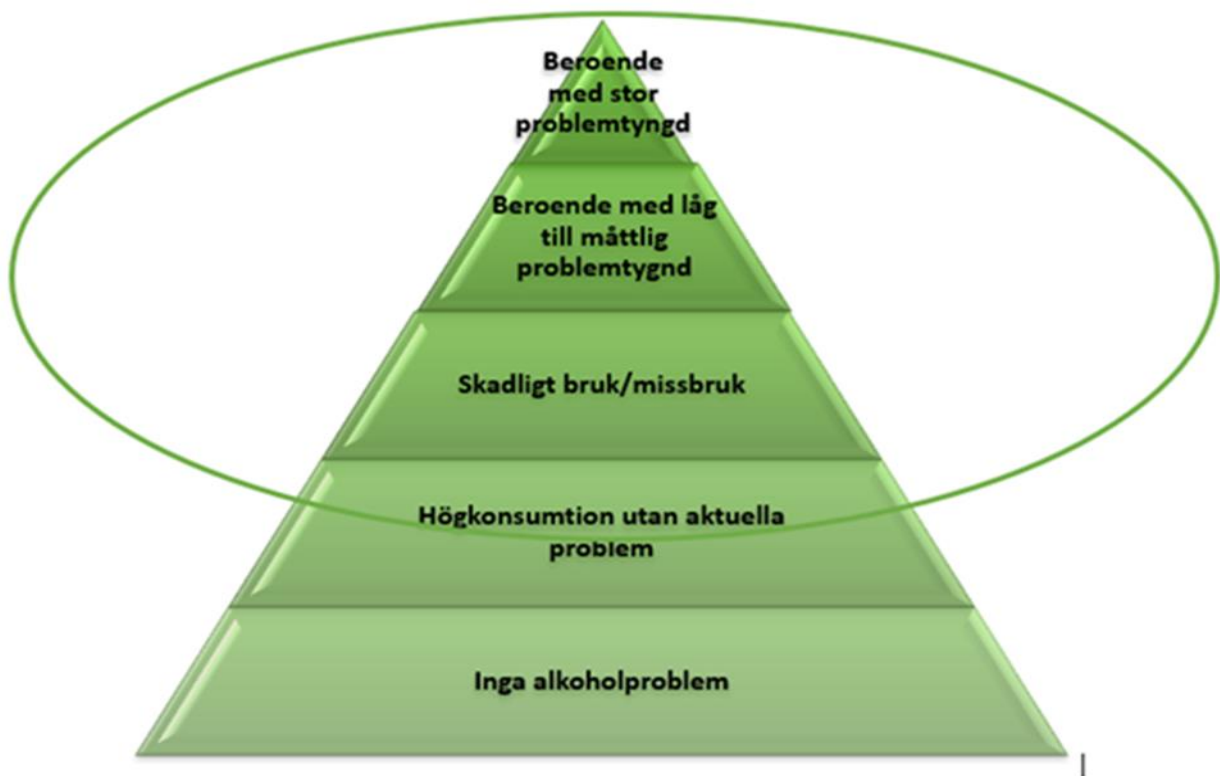 Beroende
med stor
problemtyngd
Beroende med låg
till måttlig
problemtygnd
Skadligt bruk/missbruk
Högkonsumtion utan aktuella
problem
Inga alkoholproblem